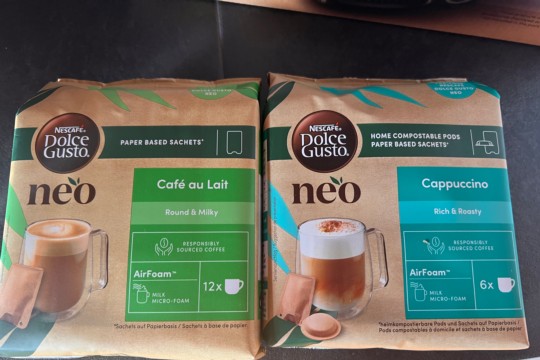 NESCAFÉ
DOLCE
GUSTO
PAPER BASED SACHETS*
neo
Café au Lait
Round & Milky
RESPONSIBLY
SOURCED COFFEE
AirFoam™
MILK
MICRO-FOAM
12x
*Sachets auf Papierbasis / Sachets à base de papier
NESCAFÉ
DOLCE
GUSTO
HOME COMPOSTABLE PODS
PAPER BASED SACHETS*
neo
Cappuccino
Rich & Roasty
RESPONSIBLY
SOURCED COFFEE
AirFoam™
MILK
MICRO-FOAM
6x
*heimkompostierbare Pods und Sachets auf Papierbasis /
Pods compostables à domicile et sachets à base de papier